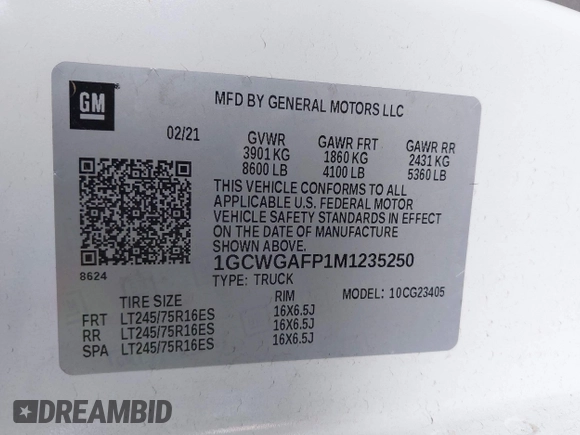 GM
MFD BY GENERAL MOTORS LLC
02/21
GVWR GAWR FRT GAWR RR
3901 KG 1860 KG 2431 KG
8600 LB 4100 LB 5360 LB
THIS VEHICLE CONFORMS TO ALL
APPLICABLE U.S. FEDERAL MOTOR
VEHICLE SAFETY STANDARDS IN EFFECT
ON THE DATE OF MANUFACTURE
SHOWN ABOVE.
1GCWGAFP1M1235250
8624
TYPE: TRUCK MODEL: 10CG23405
TIRE SIZE RIM
FRT LT245/75R16ES 16X6.5J
RR LT245/75R16ES 16X6.5J
SPA LT245/75R16ES 16X6.5J
DREAMBID